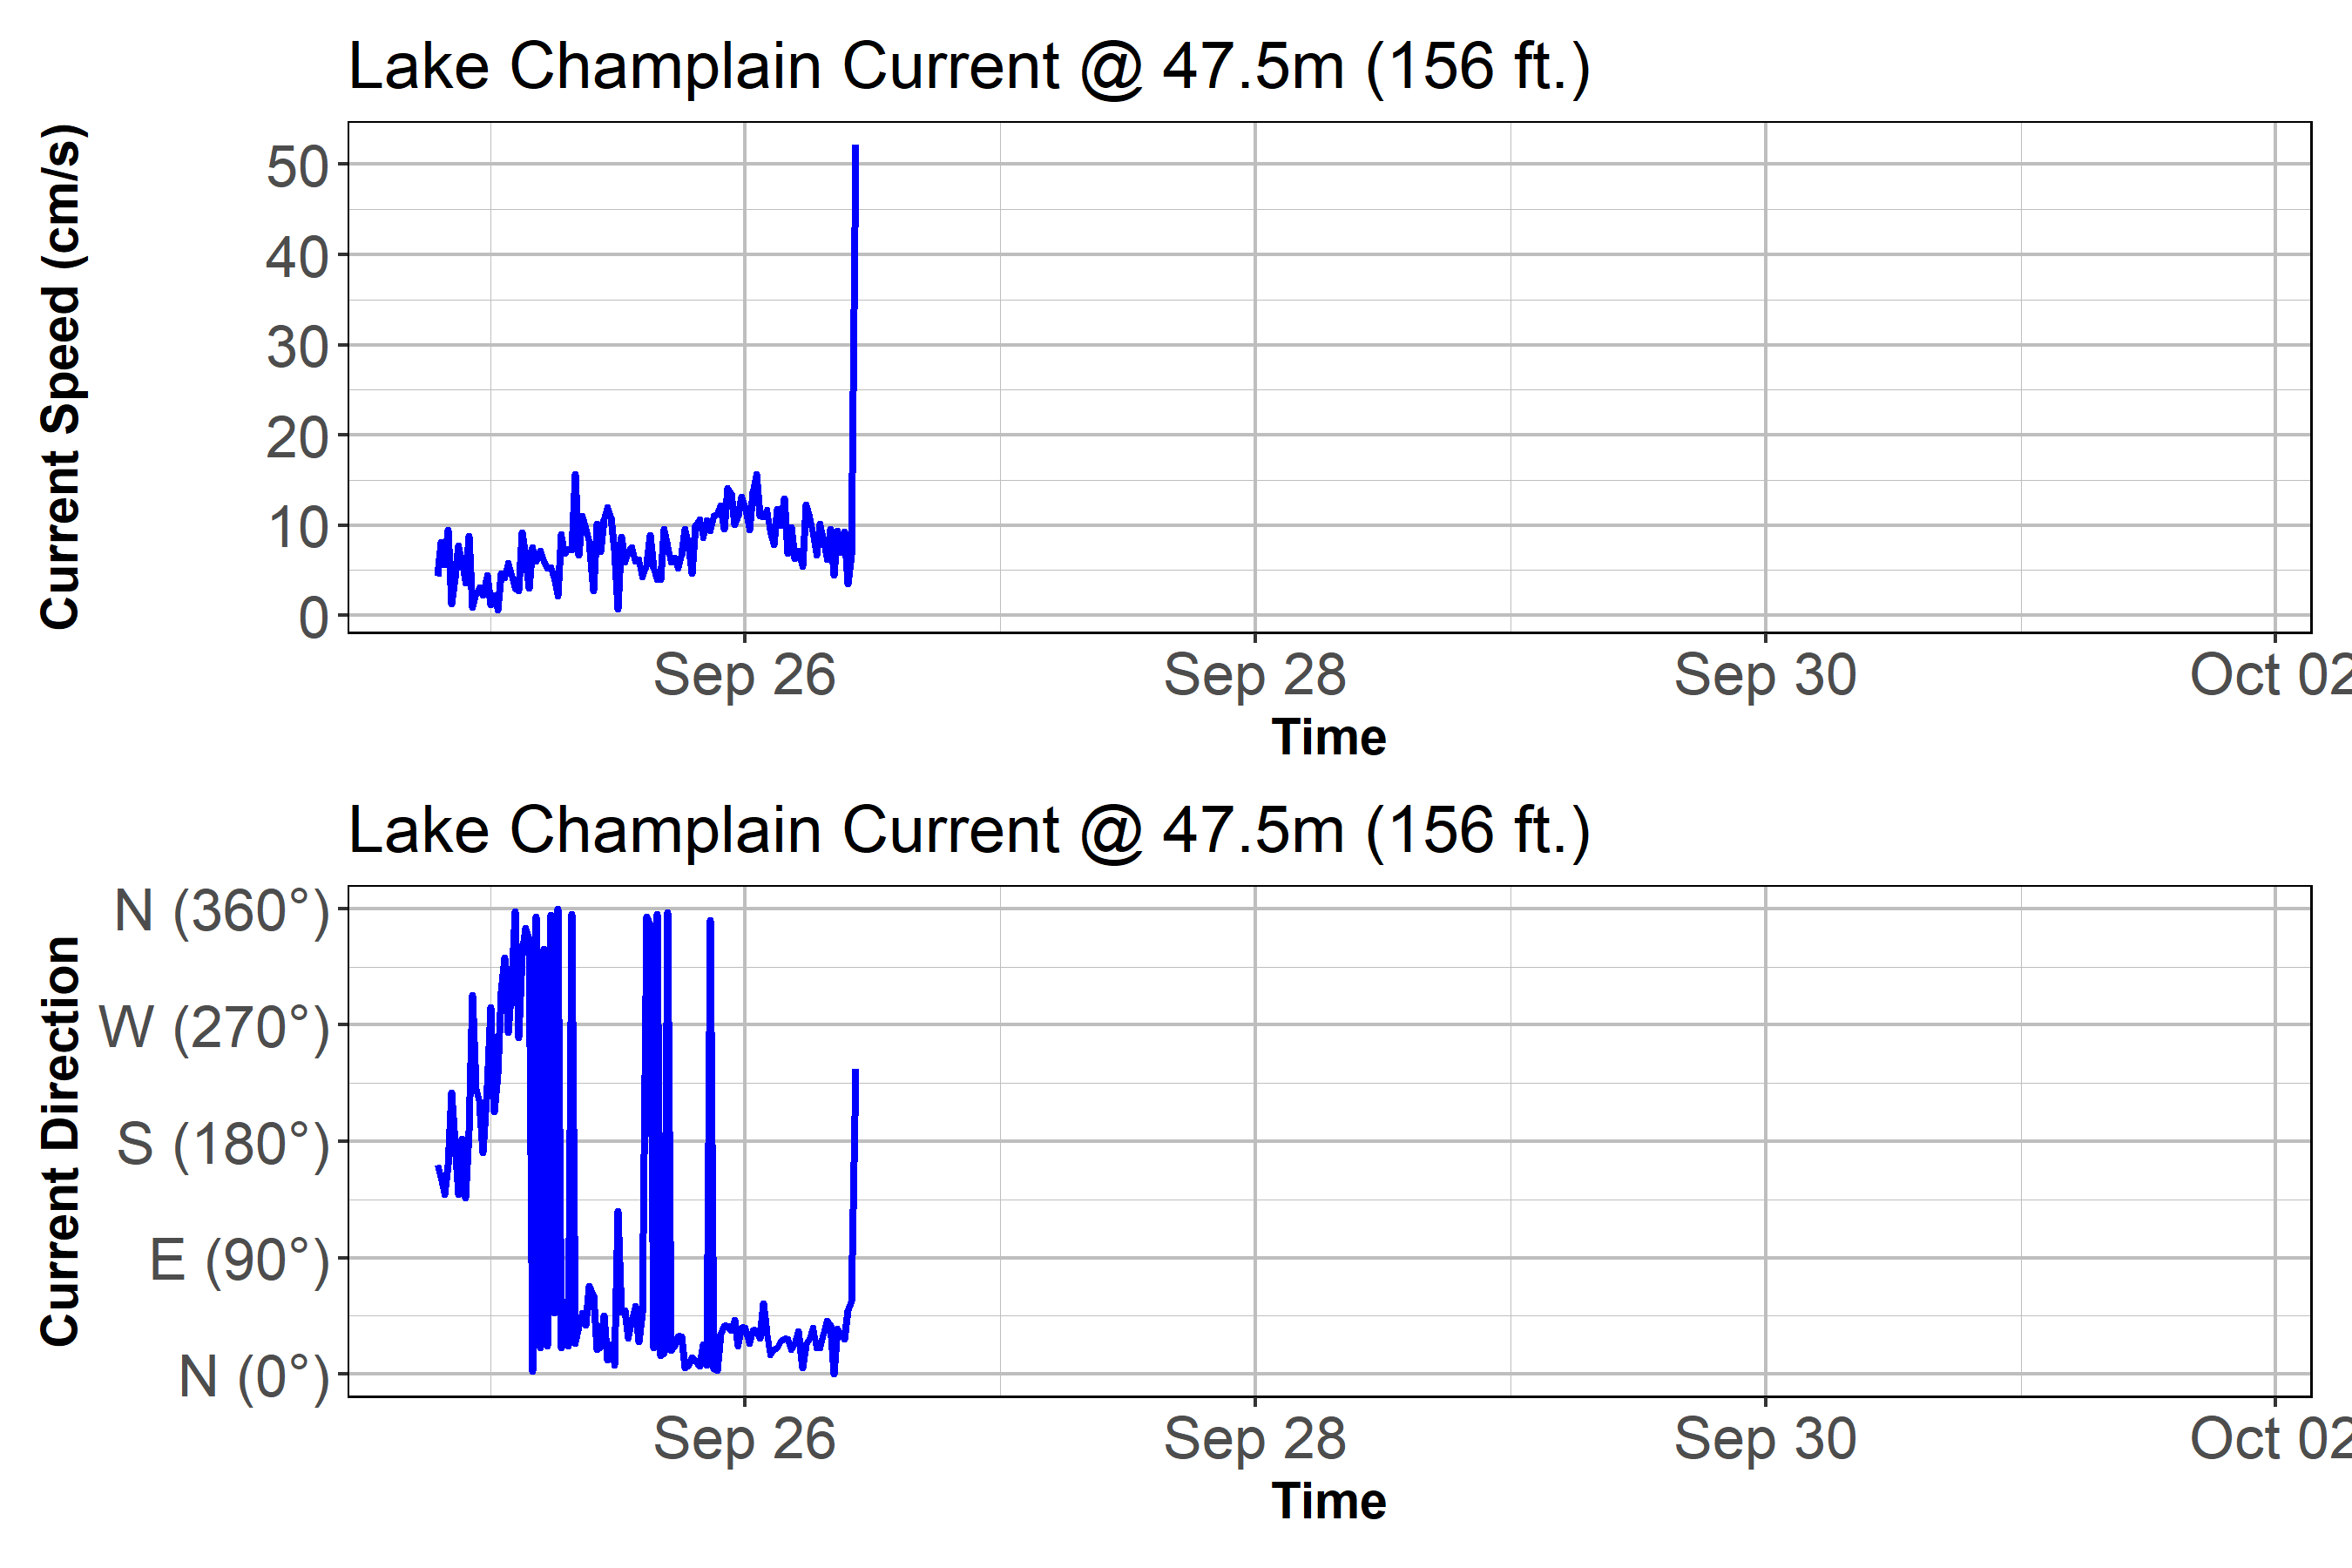 Lake Champlain Current @ 47.5m (156 ft.)
Current Speed (cm/s)
50
40
30
20
10
0
Sep 26
Sep 28
Sep 30
Oct 02
Time
Lake Champlain Current @ 47.5m (156 ft.)
Current Direction
N (360°)
W (270°)
S (180°)
E (90°)
N (0°)
Sep 26
Sep 28
Sep 30
Oct 02
Time